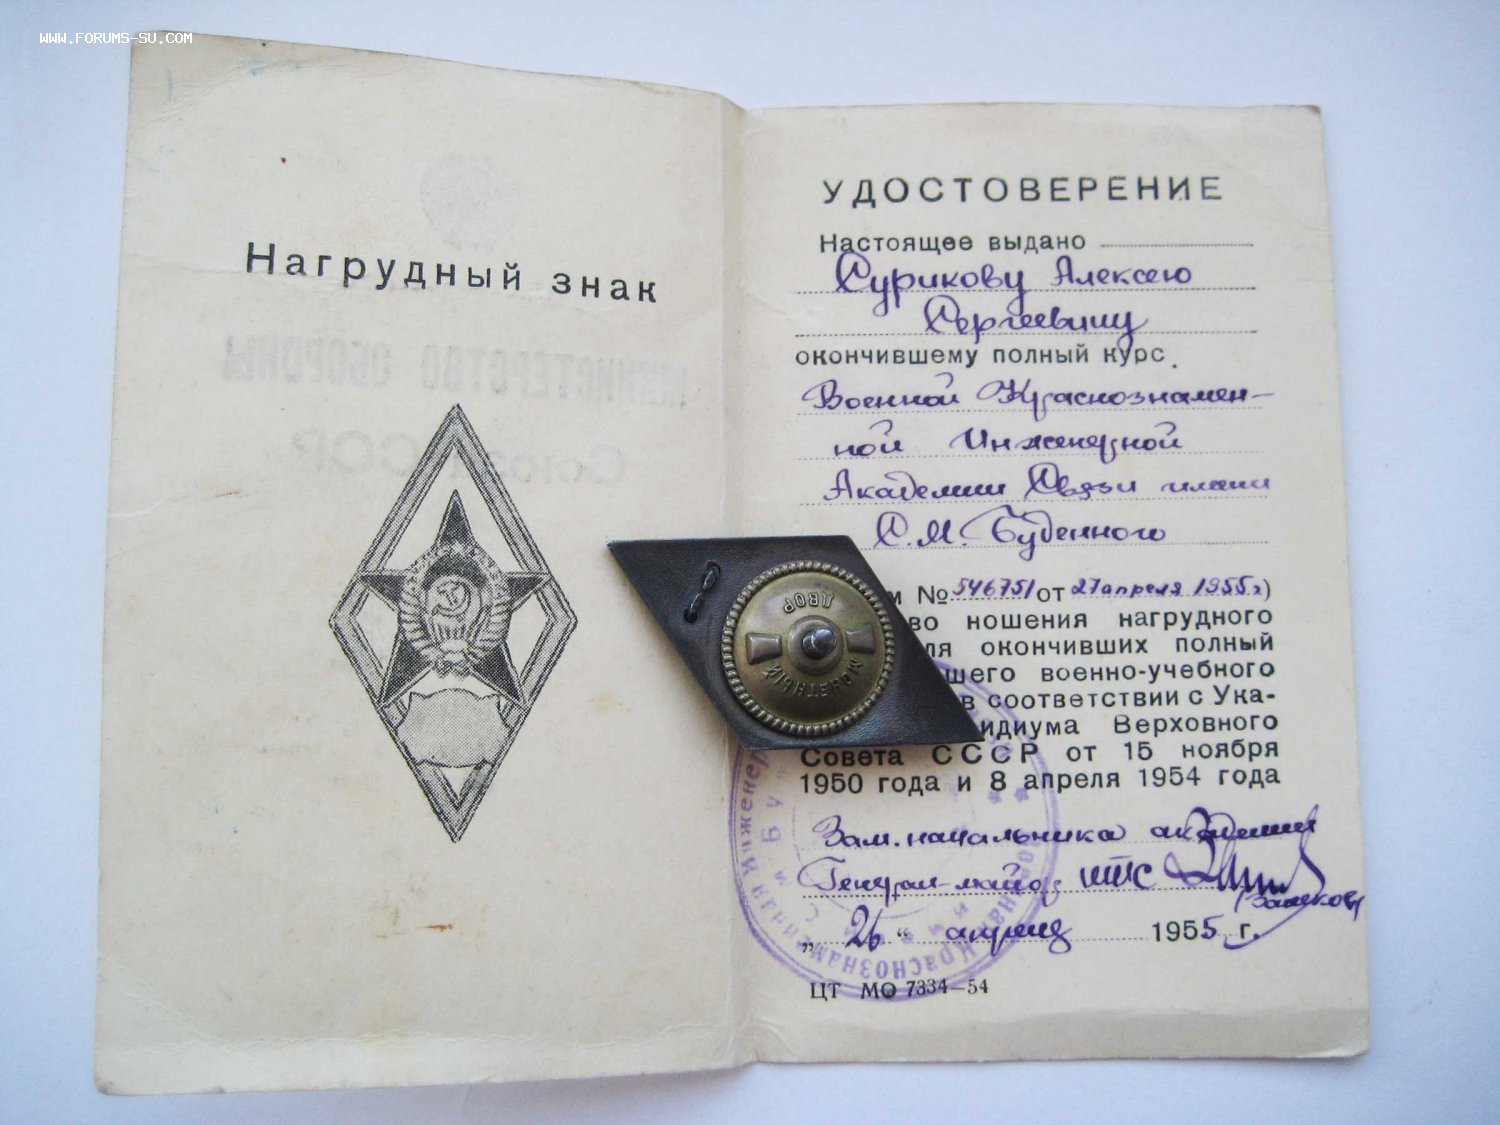 WWW.FORUMS-SU.COM
Нагрудный знак
МИНИСТЕРСТВО ОБОРОНЫ
Союза ССР
УДОСТОВЕРЕНИЕ
Настоящее выдано
Сурикову Алексею
Сергеевичу
окончившему полный курс
Военной Краснознамен-
ной Инженерной
Академии Связи имени
С.М. Буденного
м № 546751 от 27 апреля 1955г)
во ношения нагрудного
ля окончивших полный
шего военно-учебного
в соответствии с Ука-
идиума Верховного
Совета СССР от 15 ноября
1950 года и 8 апреля 1954 года
Зам. начальника академии
Генерал-майор ИТС
„26“ апреля 1955 г.
ЦТ МО 7334—54
МОНЕТНЫЙ
ДВОР